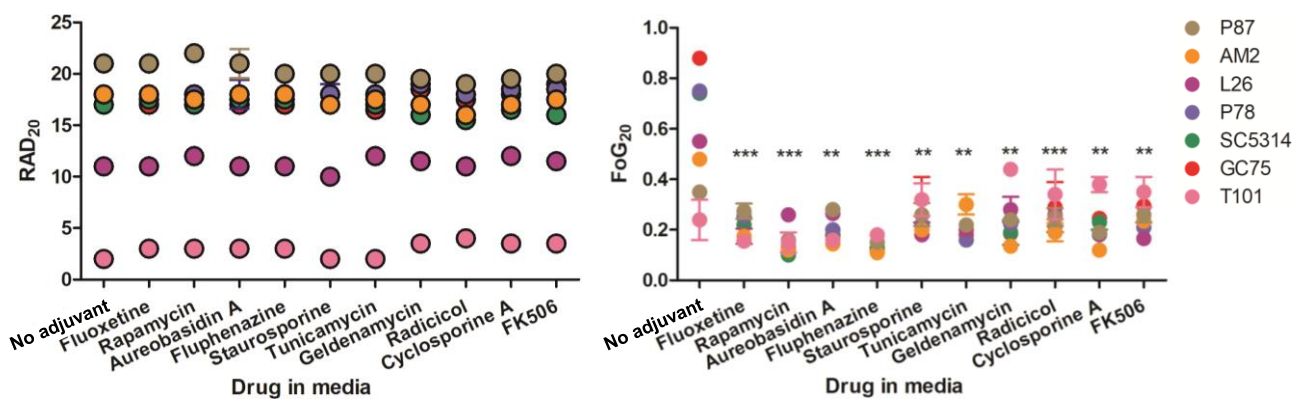 25
20
15
10
5
0
RAD20
No adjuvant
Fluoxetine
Rapamycin
Aureobasidin A
Fluphenazine
Staurosporine
Tunicamycin
Geldenamycin
Radicicol
Cyclosporine A
FK506
Drug in media
1.0
0.8
0.6
0.4
0.2
0.0
FoG20
*** *** ** *** ** ** ** *** ** **
No adjuvant
Fluoxetine
Rapamycin
Aureobasidin A
Fluphenazine
Staurosporine
Tunicamycin
Geldenamycin
Radicicol
Cyclosporine A
FK506
Drug in media
P87
AM2
L26
P78
SC5314
GC75
T101